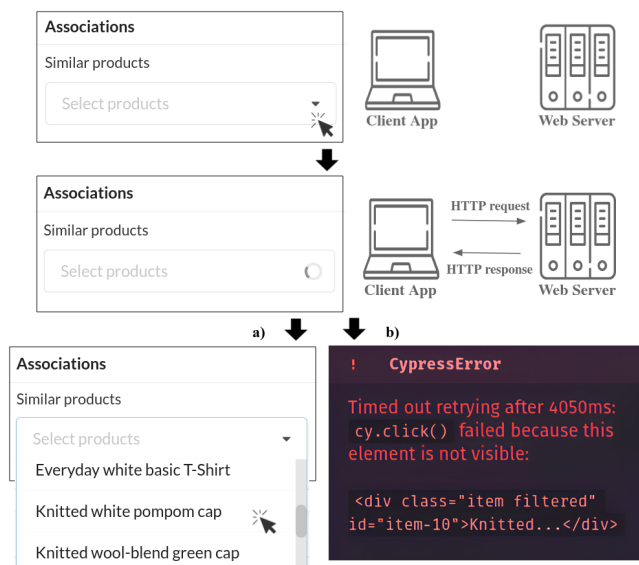 Associations
Similar products
Select products
Client App
Web Server
Associations
Similar products
Select products
HTTP request
HTTP response
Client App
Web Server
a)
b)
Associations
Similar products
Select products
Everyday white basic T-Shirt
Knitted white pompom cap
Knitted wool-blend green cap
! CypressError
Timed out retrying after 4050ms:
cy.click() failed because this
element is not visible:
<div class="item filtered"
id="item-10">Knitted...</div>